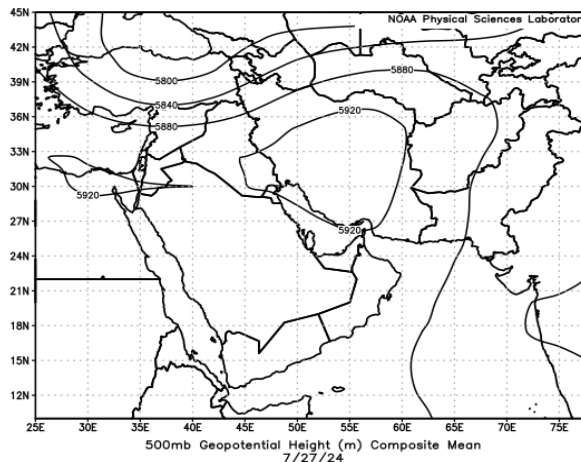 NOAA Physical Sciences Laborator
45N
42N
39N
36N
33N
30N
27N
24N
21N
18N
15N
12N
5800
5840
5880
5880
5920
5920
5920
25E 30E 35E 40E 45E 50E 55E 60E 65E 70E 75E
500mb Geopotential Height (m) Composite Mean
7/27/24